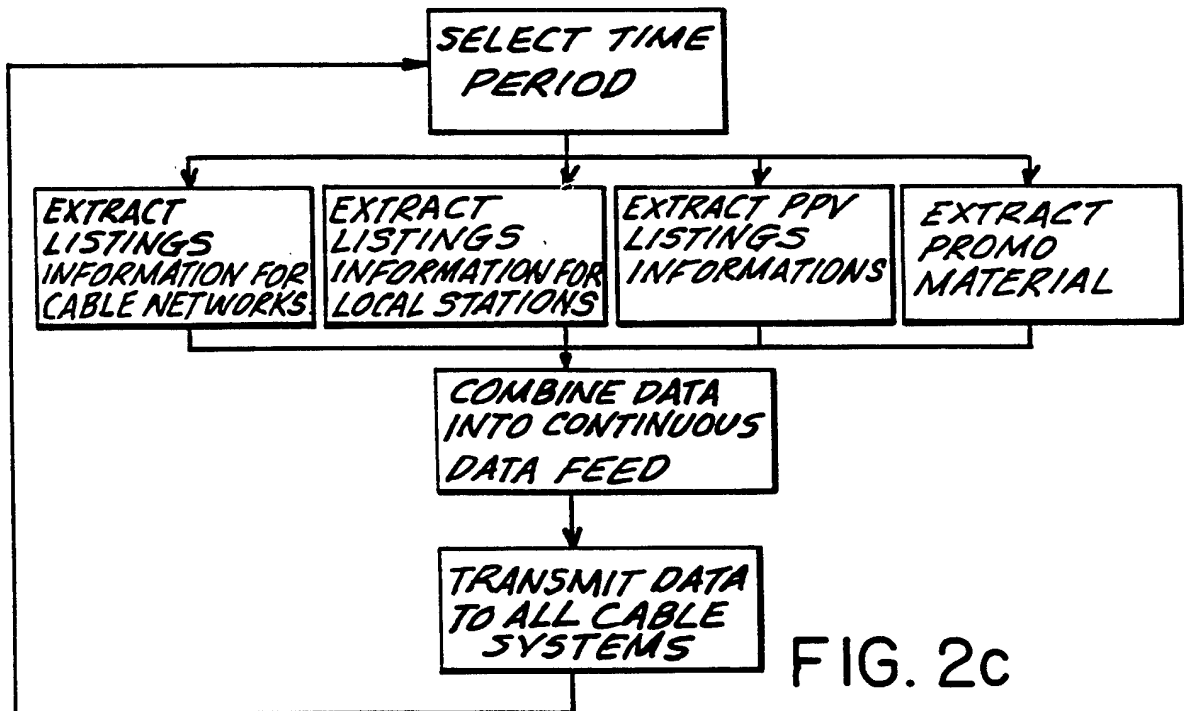 SELECT TIME
PERIOD
EXTRACT
LISTINGS
INFORMATION FOR
CABLE NETWORKS.
EXTRACT
LISTINGS
INFORMATION FOR
LOCAL STATIONS
EXTRACT PPV
LISTINGS
INFORMATIONS
EXTRACT
PROMO
MATERIAL
COMBINE DATA
INTO CONTINUOUS
DATA FEED
TRANSMIT DATA
TO ALL CABLE
SYSTEMS
FIG. 2c